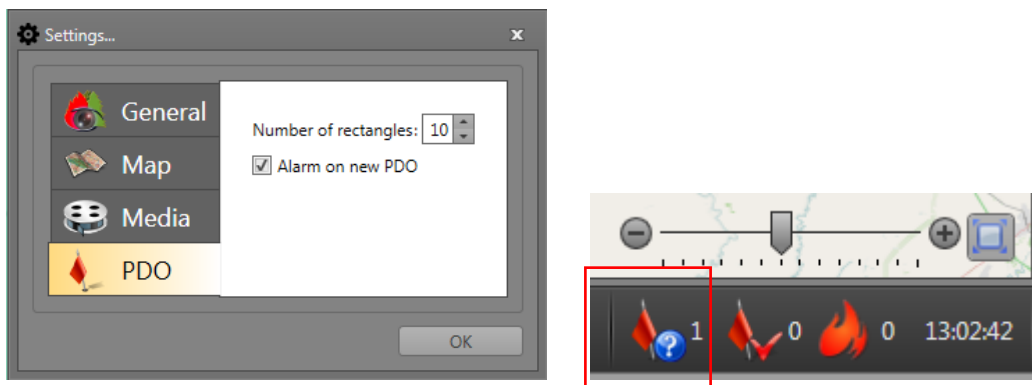 Settings...
General
Number of rectangles: 10
Map
Alarm on new PDO
Media
PDO
OK
? 1
0
0
13:02:42